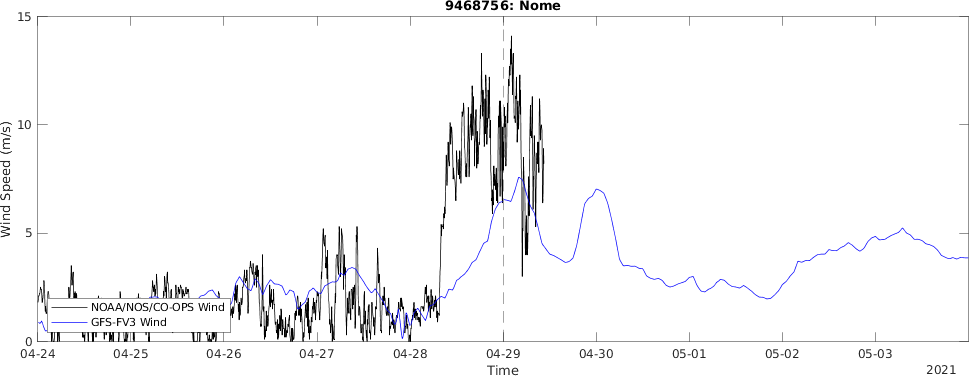 9468756: Nome
15
10
5
0
Wind Speed (m/s)
NOAA/NOS/CO-OPS Wind
GFS-FV3 Wind
04-24 04-25 04-26 04-27 04-28 04-29 04-30 05-01 05-02 05-03
Time
2021